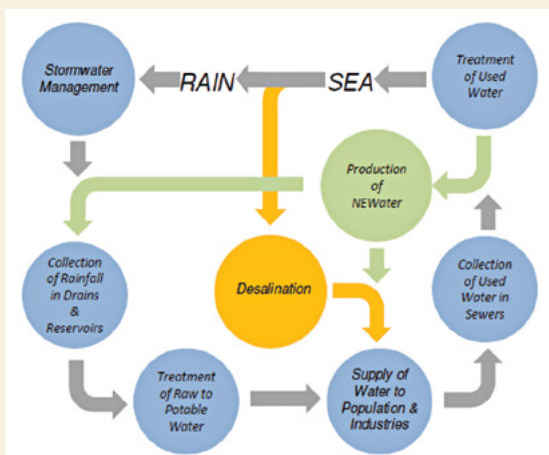 Stormwater
Management
RAIN
SEA
Treatment
of Used
Water
Production
of
NEWater
Collection
of Rainfall
in Drains
&
Reservoirs
Desalination
Collection
of Used
Water in
Sewers
Treatment
of Raw to
Potable
Water
Supply of
Water to
Population &
Industries